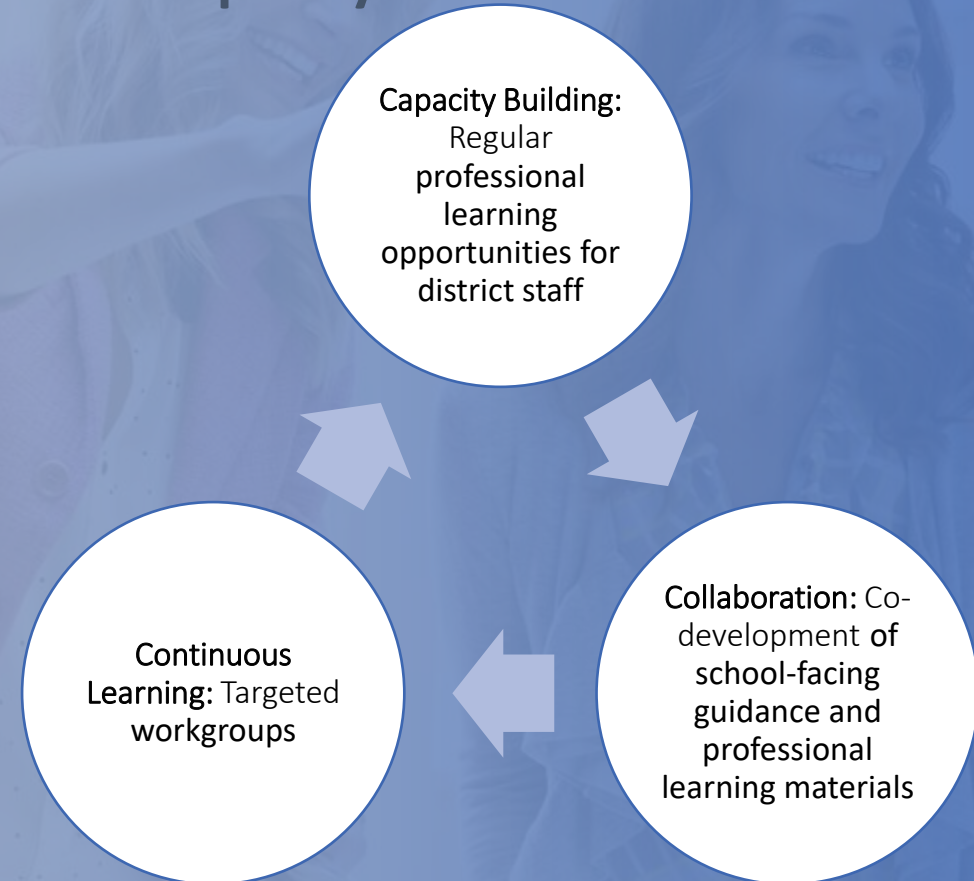 Capacity Building:
Regular
professional
learning
opportunities for
district staff
Collaboration: Co-
development of
school-facing
guidance and
professional
learning materials
Continuous
Learning: Targeted
workgroups